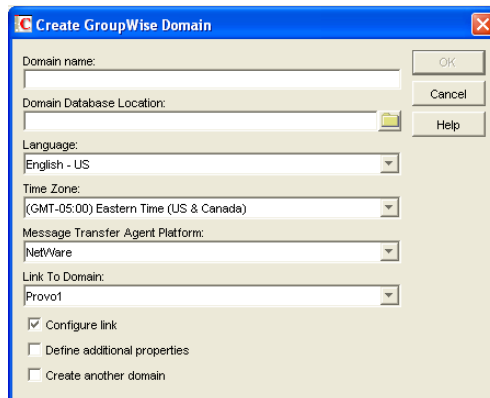 Create GroupWise Domain
Domain name:
OK
Domain Database Location:
Cancel
Help
Language:
English - US
Time Zone:
(GMT-05:00) Eastern Time (US & Canada)
Message Transfer Agent Platform:
NetWare
Link To Domain:
Provo1
Configure link
Define additional properties
Create another domain